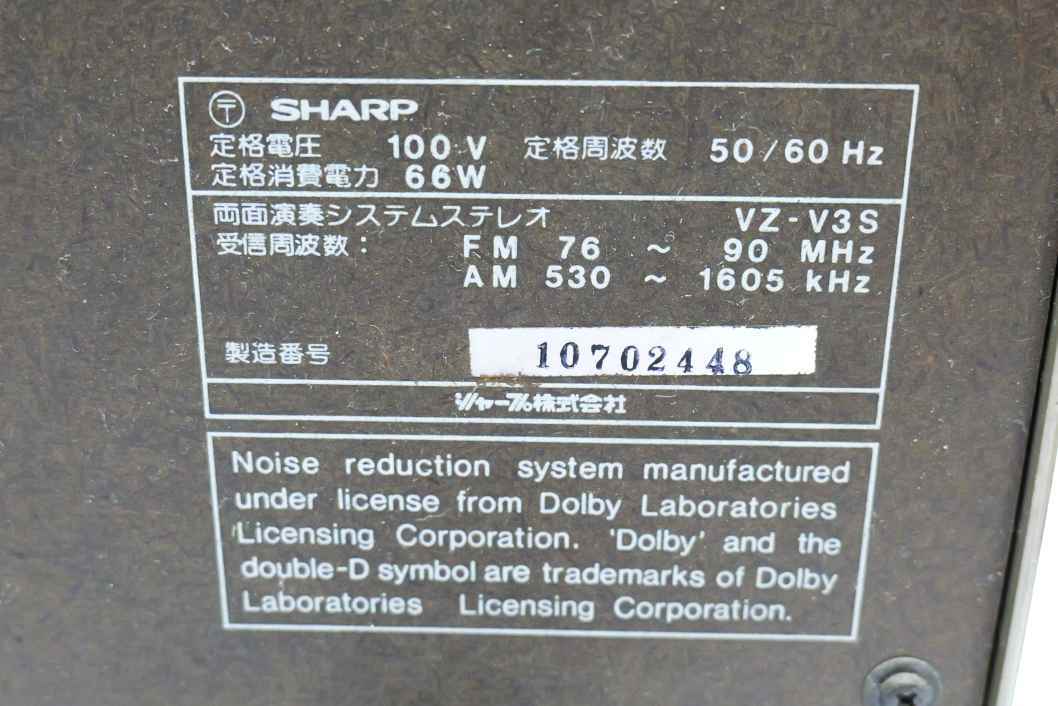 〒 SHARP
定格電圧 100 V 定格周波数 50/60 Hz
定格消費電力 66W
両面演奏システムステレオ VZ-V3S
受信周波数： FM 76 ~ 90 MHz
AM 530 ~ 1605 kHz
製造番号 10702448
シャープ株式会社
Noise reduction system manufactured
under license from Dolby Laboratories
Licensing Corporation. 'Dolby' and the
double-D symbol are trademarks of Dolby
Laboratories Licensing Corporation.